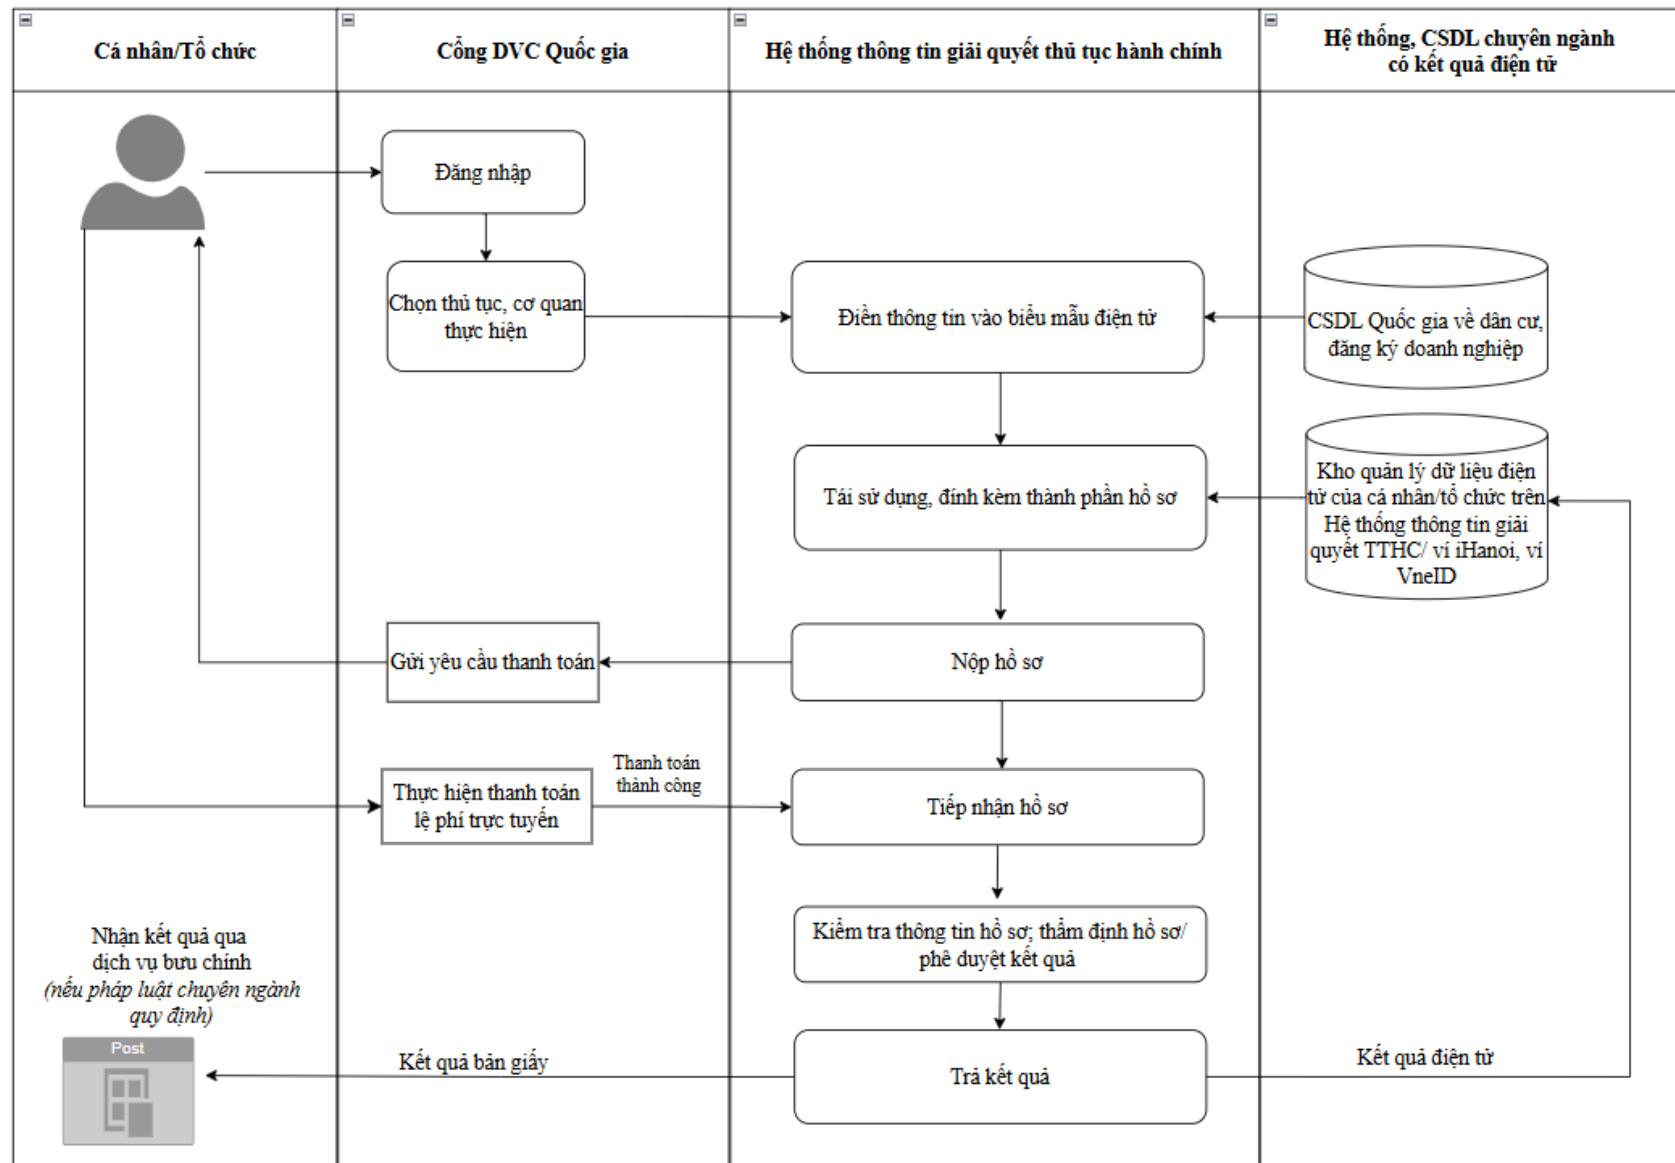 Cá nhân/Tổ chức
Cổng DVC Quốc gia
Hệ thống thông tin giải quyết thủ tục hành chính
Hệ thống, CSDL chuyên ngành
có kết quả điện tử
Đăng nhập
Chọn thủ tục, cơ quan
thực hiện
Điền thông tin vào biểu mẫu điện tử
CSDL Quốc gia về dân cư,
đăng ký doanh nghiệp
Tái sử dụng, đính kèm thành phần hồ sơ
Kho quản lý dữ liệu điện
tử của cá nhân/tổ chức trên
Hệ thống thông tin giải
quyết TTHC/ ví iHanoi, ví
VneID
Gửi yêu cầu thanh toán
Nộp hồ sơ
Thanh toán
thành công
Thực hiện thanh toán
lệ phí trực tuyến
Tiếp nhận hồ sơ
Kiểm tra thông tin hồ sơ; thẩm định hồ sơ/
phê duyệt kết quả
Nhận kết quả qua
dịch vụ bưu chính
(nếu pháp luật chuyên ngành
quy định)
Post
Kết quả bản giấy
Trả kết quả
Kết quả điện tử